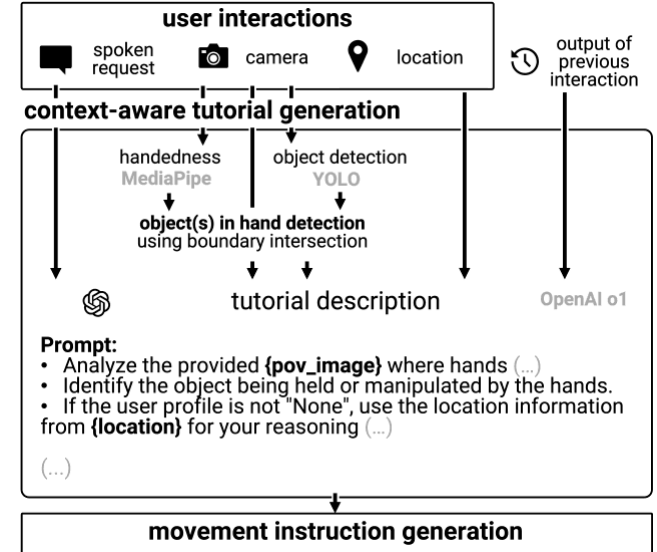 user interactions
spoken
request
camera
location
output of
previous
interaction
context-aware tutorial generation
handedness
MediaPipe
object detection
YOLO
object(s) in hand detection
using boundary intersection
tutorial description
OpenAI o1
Prompt:
• Analyze the provided {pov_image} where hands (...)
• Identify the object being held or manipulated by the hands.
• If the user profile is not "None", use the location information
from {location} for your reasoning (...)
(...)
movement instruction generation